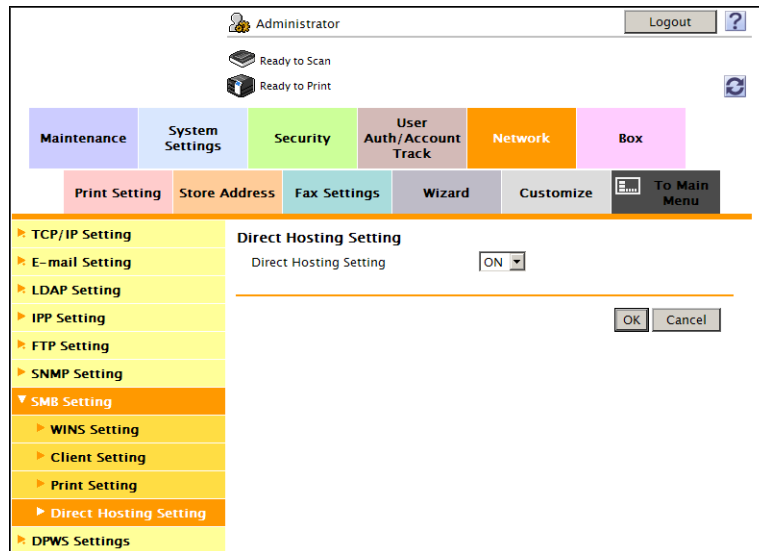 Administrator
Logout
?
Ready to Scan
Ready to Print
Maintenance
System
Settings
Security
User
Auth/Account
Track
Network
Box
Print Setting
Store Address
Fax Settings
Wizard
Customize
To Main
Menu
TCP/IP Setting
E-mail Setting
LDAP Setting
IPP Setting
FTP Setting
SNMP Setting
SMB Setting
WINS Setting
Client Setting
Print Setting
Direct Hosting Setting
DPWS Settings
Direct Hosting Setting
Direct Hosting Setting
ON
OK
Cancel